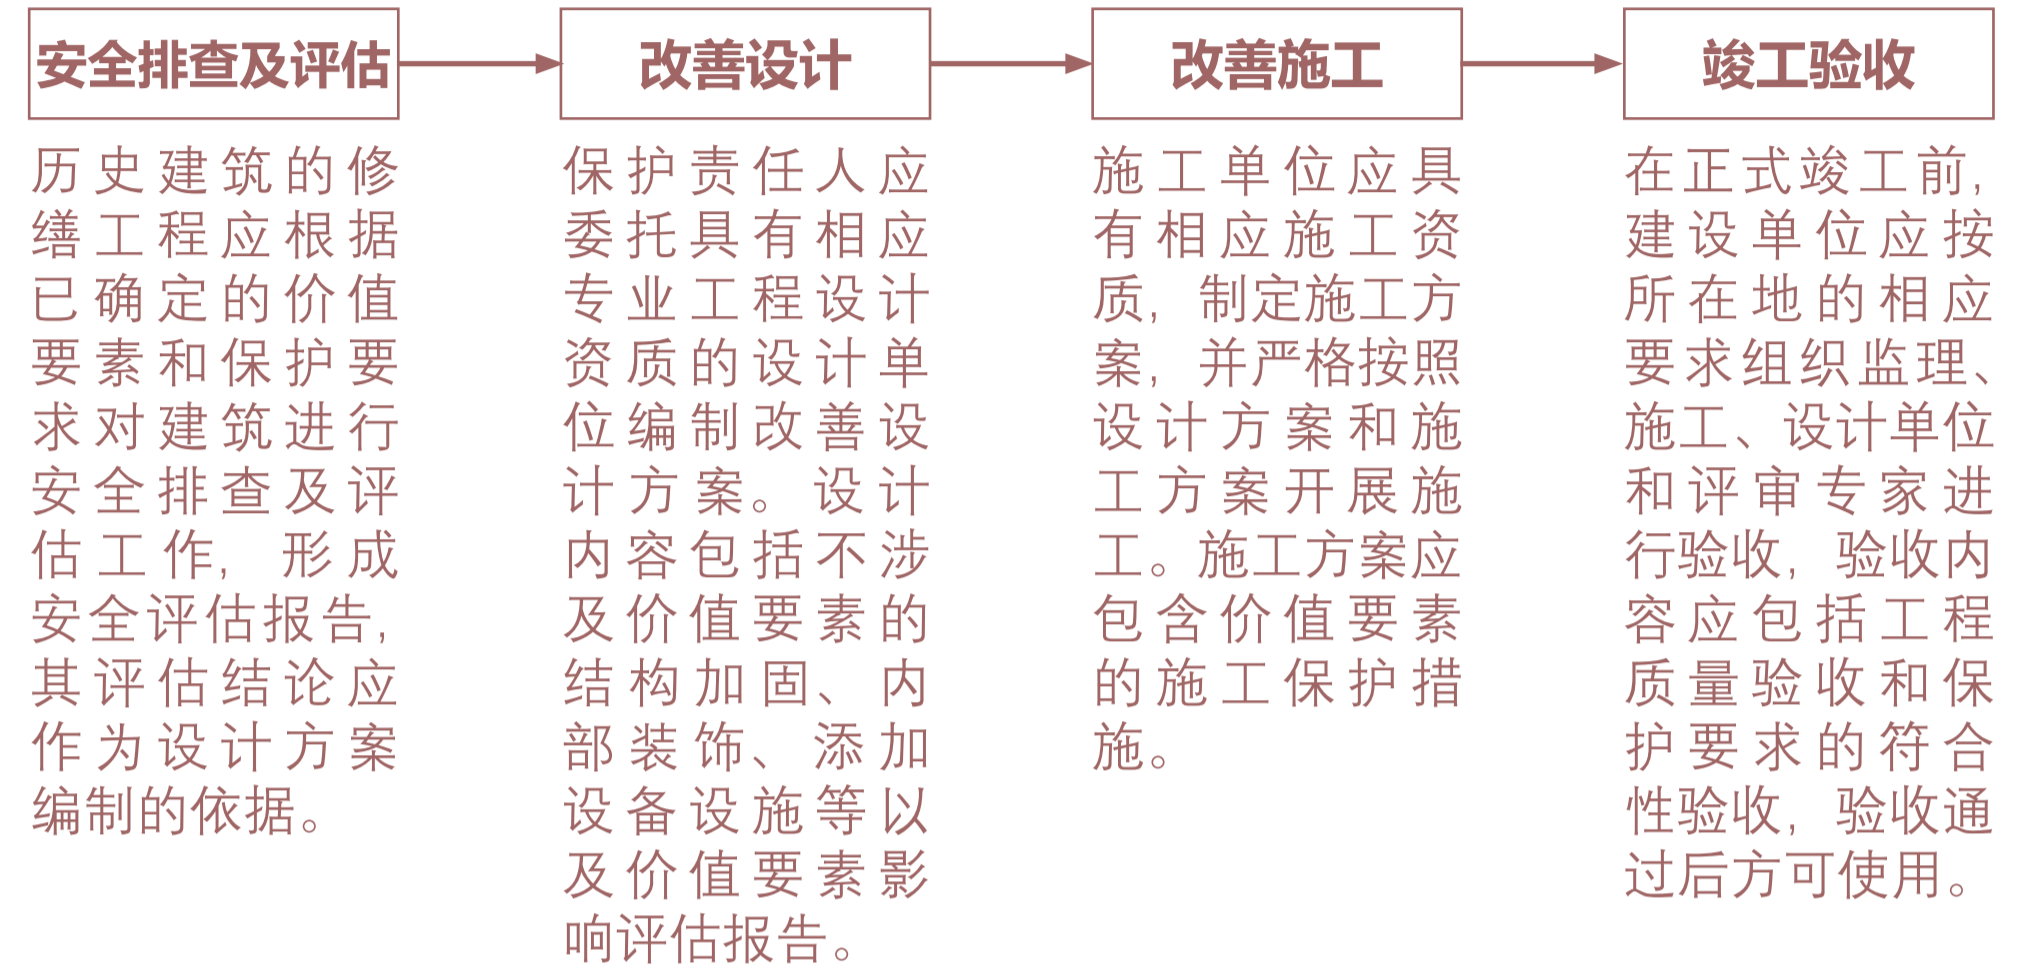 安全排查及评估
历史建筑的修
缮工程应根据
已确定的价值
要素和保护要
求对建筑进行
安全排查及评
估工作，形成
安全评估报告，
其评估结论应
作为设计方案
编制的依据。
改善设计
保护责任人应
委托具有相应
专业工程设计
资质的设计单
位编制改善设
计方案。设计
内容包括不涉
及价值要素的
结构加固、内
部装饰、添加
设备设施等以
及价值要素影
响评估报告。
改善施工
施工单位应具
有相应施工资
质，制定施工方
案，并严格按照
设计方案和施
工方案开展施
工。施工方案应
包含价值要素
的施工保护措
施。
竣工验收
在正式竣工前，
建设单位应按
所在地的相应
要求组织监理、
施工、设计单位
和评审专家进
行验收，验收内
容应包括工程
质量验收和保
护要求的符合
性验收，验收通
过后方可使用。